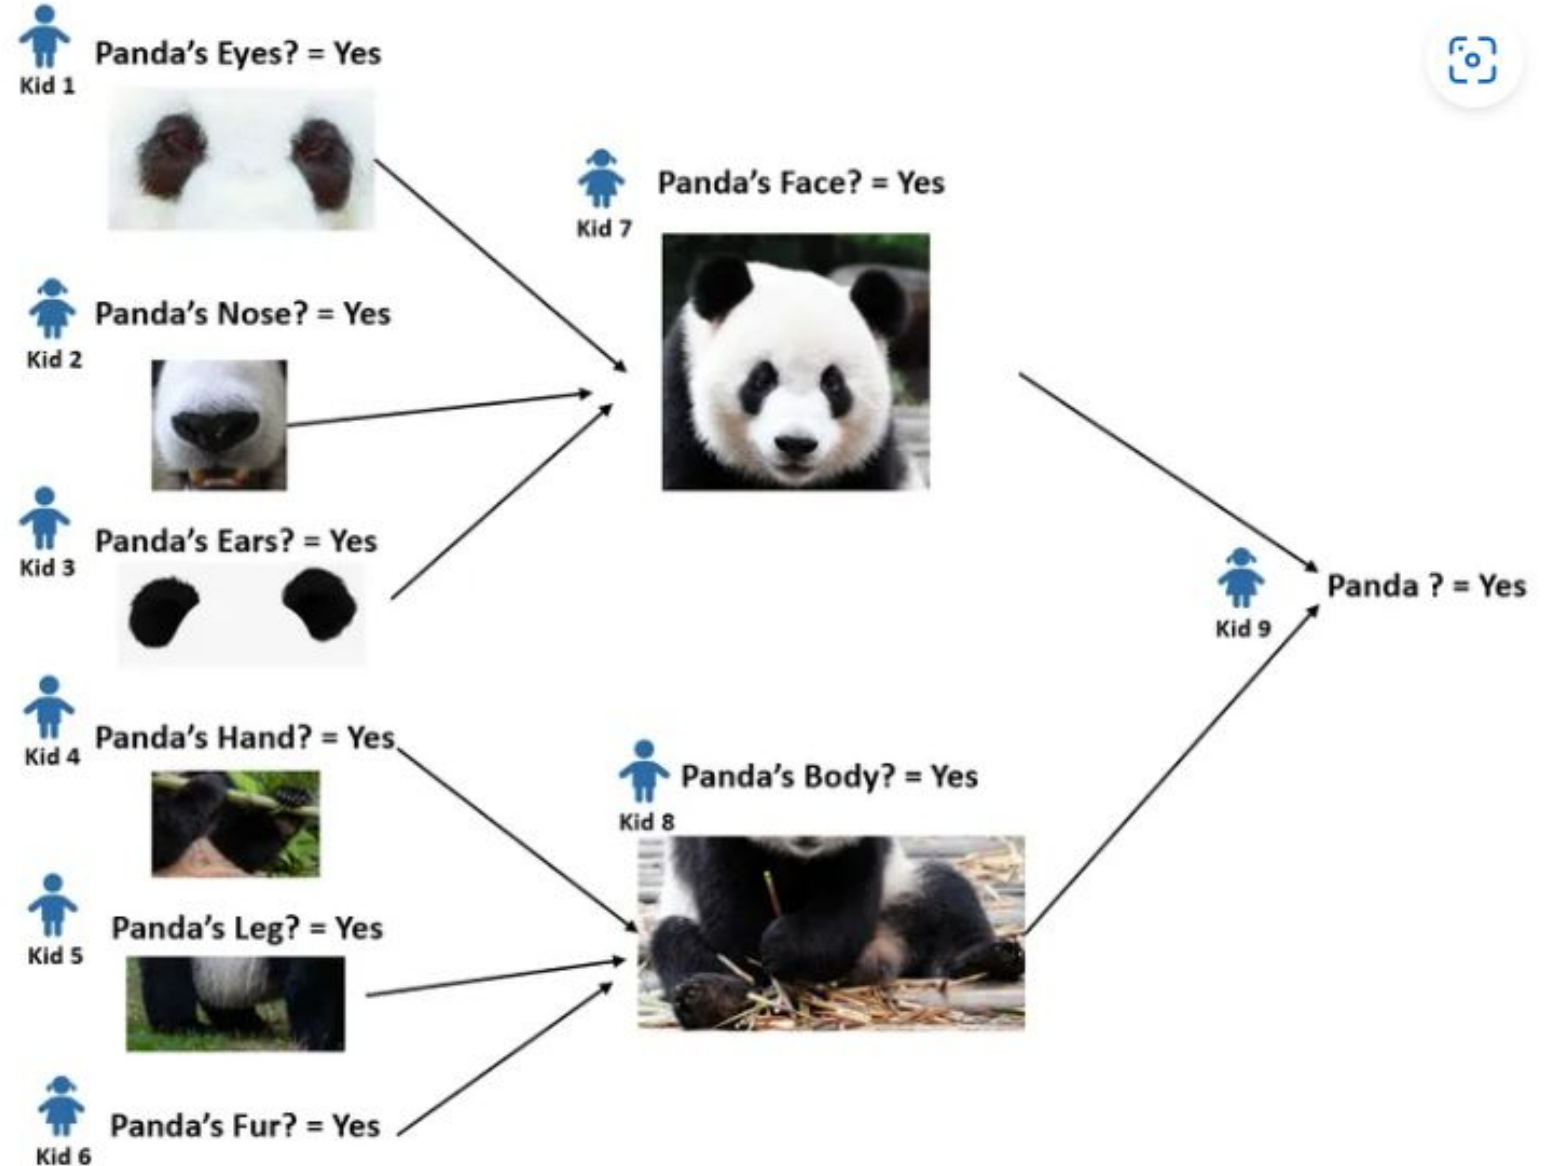 Kid 1
Panda's Eyes? = Yes
Kid 2
Panda's Nose? = Yes
Kid 3
Panda's Ears? = Yes
Kid 4
Panda's Hand? = Yes
Kid 5
Panda's Leg? = Yes
Kid 6
Panda's Fur? = Yes
Kid 7
Panda's Face? = Yes
Kid 8
Panda's Body? = Yes
Kid 9
Panda ? = Yes